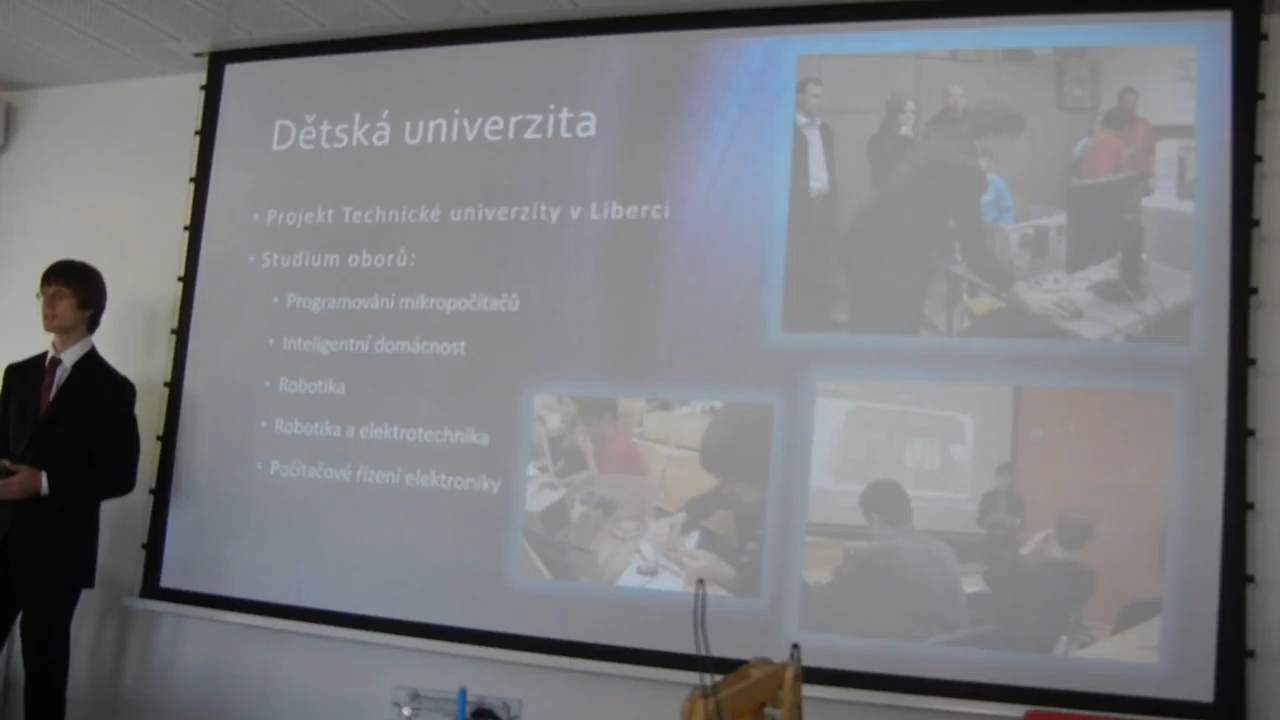 Dětská univerzita
• Projekt Technické univerzity v Liberci
• Studium oborů:
• Programování mikropočítačů
• Inteligentní domácnost
• Robotika
• Robotika a elektrotechnika
• Počítačové řízení elektroniky